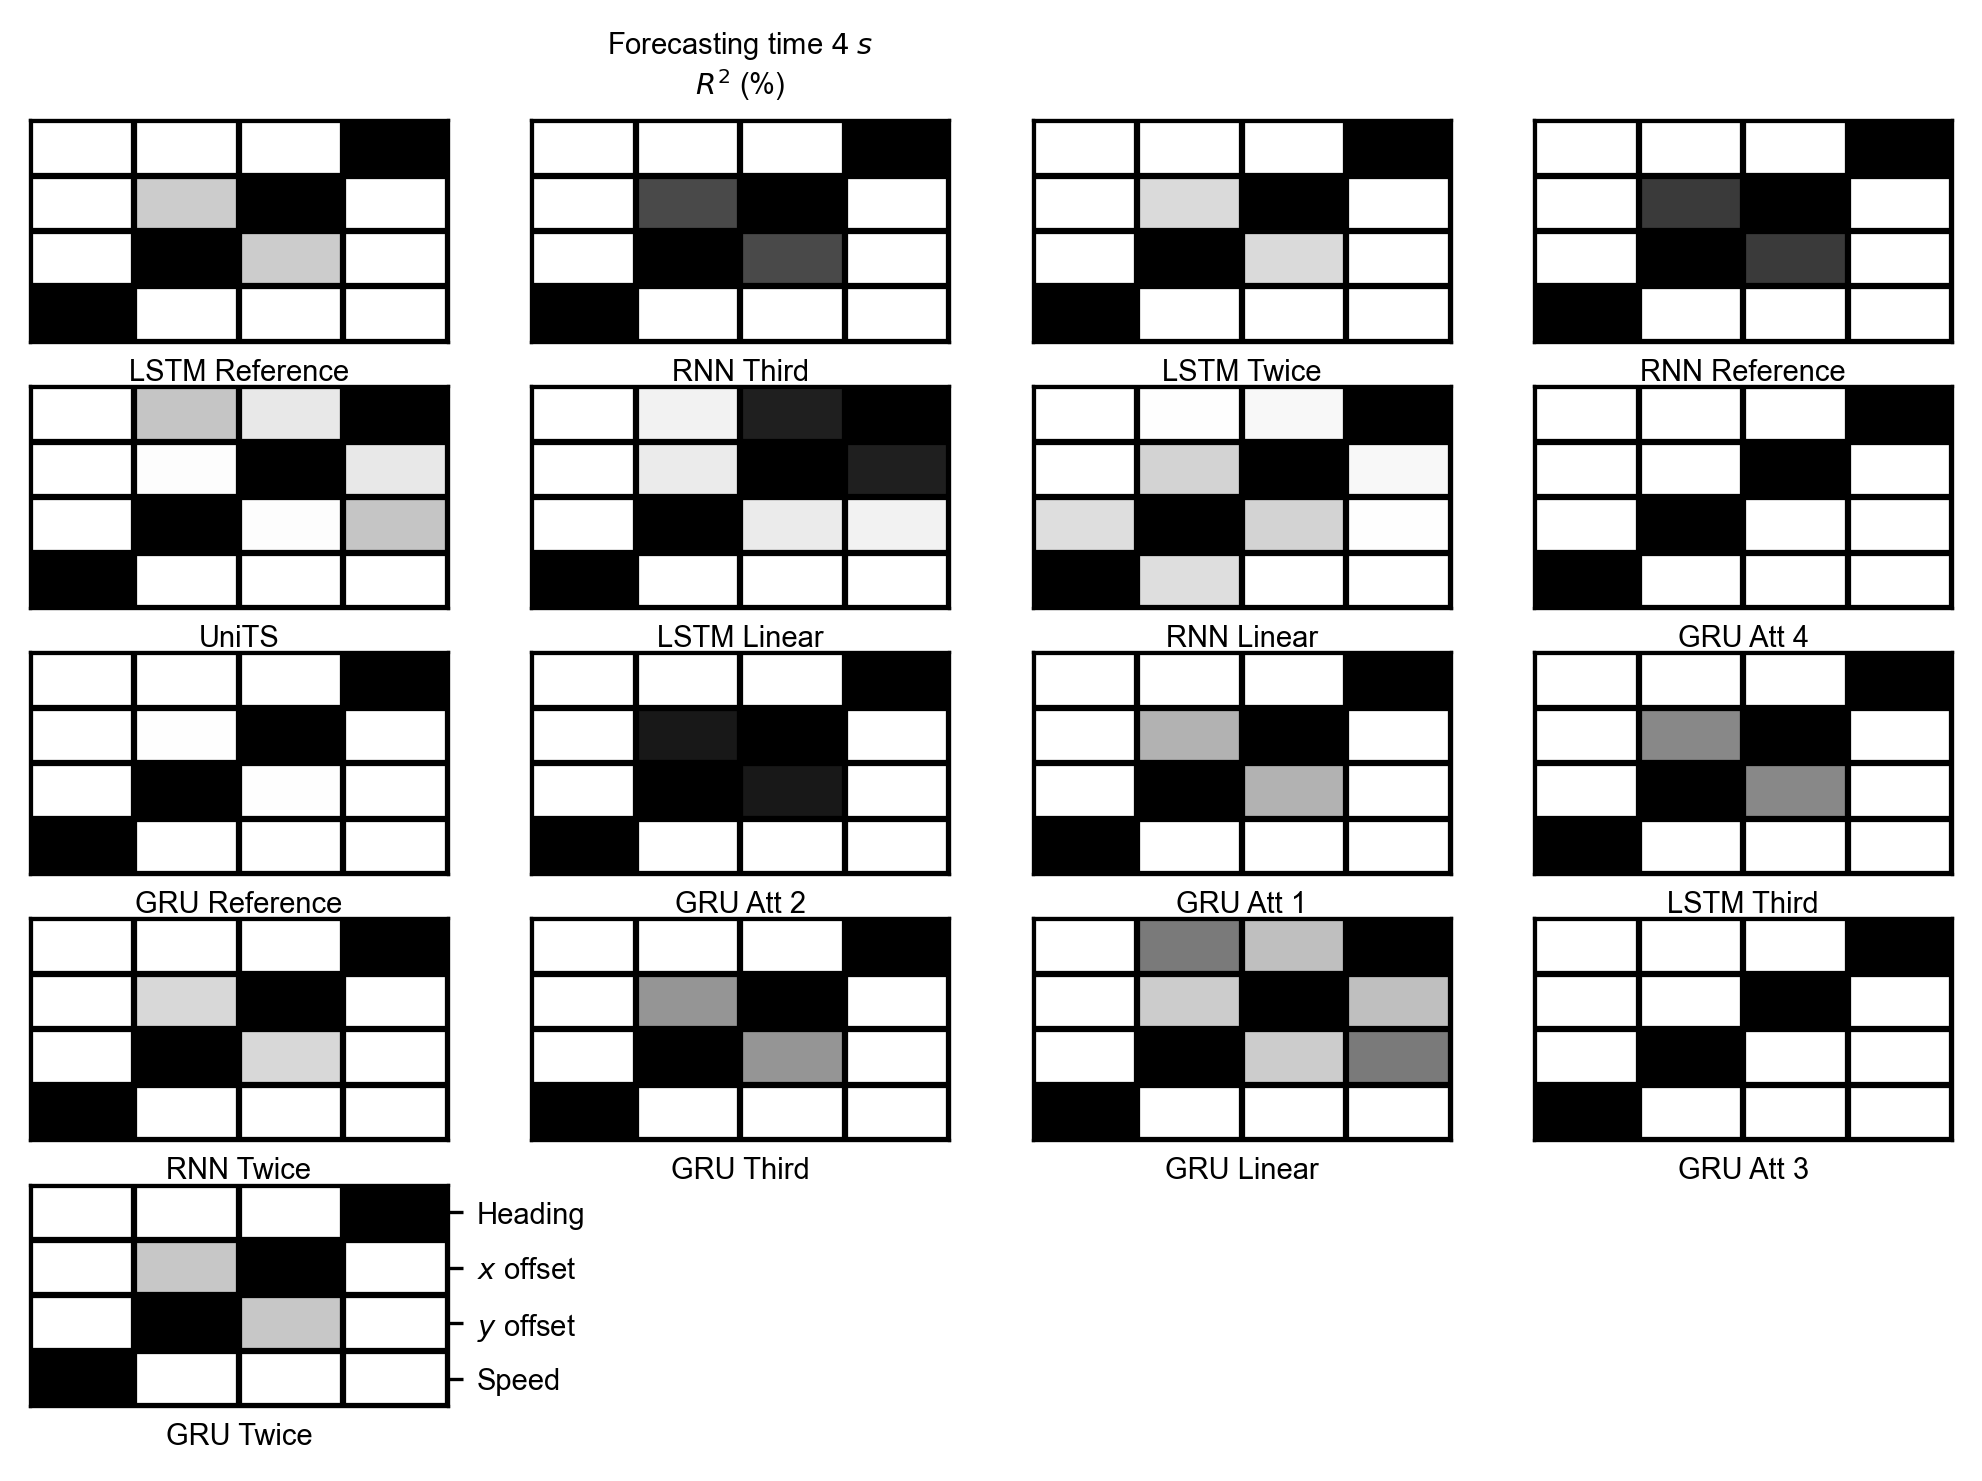 Forecasting time 4 s
R² (%)
LSTM Reference
RNN Third
LSTM Twice
RNN Reference
UniTS
LSTM Linear
RNN Linear
GRU Att 4
GRU Reference
GRU Att 2
GRU Att 1
LSTM Third
RNN Twice
GRU Third
GRU Linear
GRU Att 3
Heading
x offset
y offset
Speed
GRU Twice